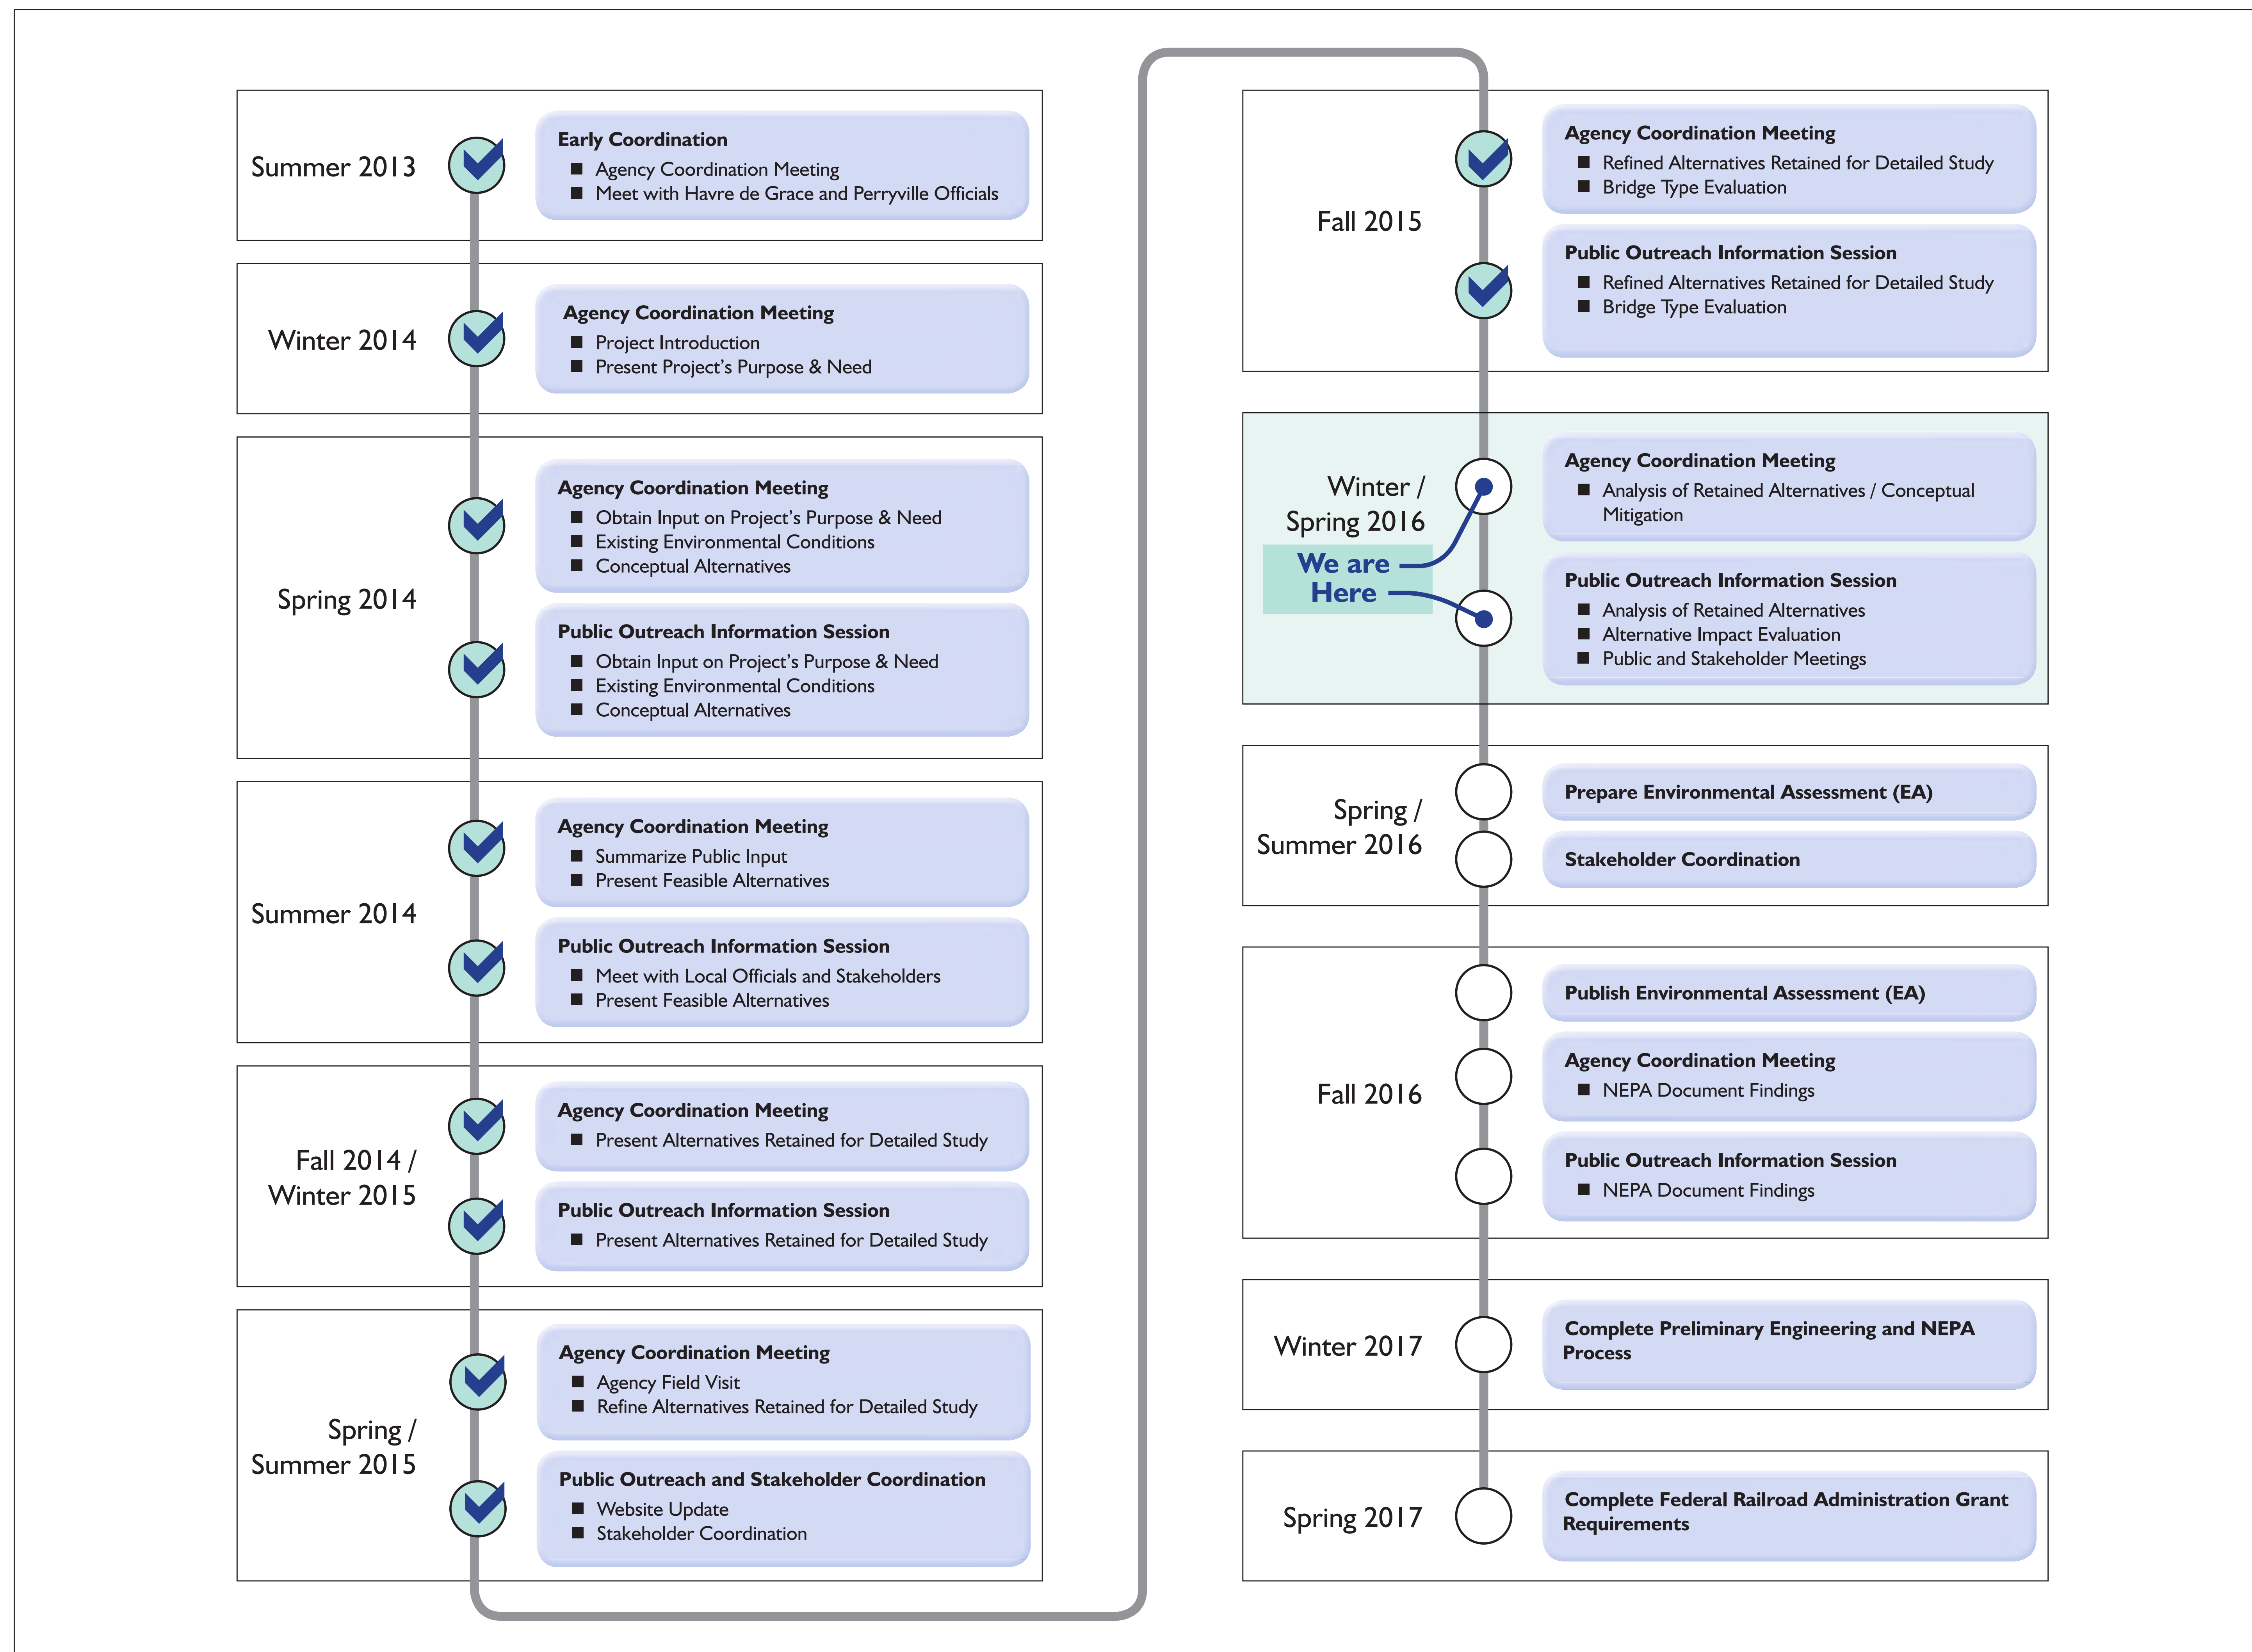 Summer 2013
Early Coordination
■ Agency Coordination Meeting
■ Meet with Havre de Grace and Perryville Officials
Winter 2014
Agency Coordination Meeting
■ Project Introduction
■ Present Project's Purpose & Need
Spring 2014
Agency Coordination Meeting
■ Obtain Input on Project's Purpose & Need
■ Existing Environmental Conditions
■ Conceptual Alternatives
Public Outreach Information Session
■ Obtain Input on Project's Purpose & Need
■ Existing Environmental Conditions
■ Conceptual Alternatives
Summer 2014
Agency Coordination Meeting
■ Summarize Public Input
■ Present Feasible Alternatives
Public Outreach Information Session
■ Meet with Local Officials and Stakeholders
■ Present Feasible Alternatives
Fall 2014 /
Winter 2015
Agency Coordination Meeting
■ Present Alternatives Retained for Detailed Study
Public Outreach Information Session
■ Present Alternatives Retained for Detailed Study
Spring /
Summer 2015
Agency Coordination Meeting
■ Agency Field Visit
■ Refine Alternatives Retained for Detailed Study
Public Outreach and Stakeholder Coordination
■ Website Update
■ Stakeholder Coordination
Fall 2015
Agency Coordination Meeting
■ Refined Alternatives Retained for Detailed Study
■ Bridge Type Evaluation
Public Outreach Information Session
■ Refined Alternatives Retained for Detailed Study
■ Bridge Type Evaluation
Winter /
Spring 2016
We are
Here
Agency Coordination Meeting
■ Analysis of Retained Alternatives / Conceptual
Mitigation
Public Outreach Information Session
■ Analysis of Retained Alternatives
■ Alternative Impact Evaluation
■ Public and Stakeholder Meetings
Spring /
Summer 2016
Prepare Environmental Assessment (EA)
Stakeholder Coordination
Fall 2016
Publish Environmental Assessment (EA)
Agency Coordination Meeting
■ NEPA Document Findings
Public Outreach Information Session
■ NEPA Document Findings
Winter 2017
Complete Preliminary Engineering and NEPA
Process
Spring 2017
Complete Federal Railroad Administration Grant
Requirements